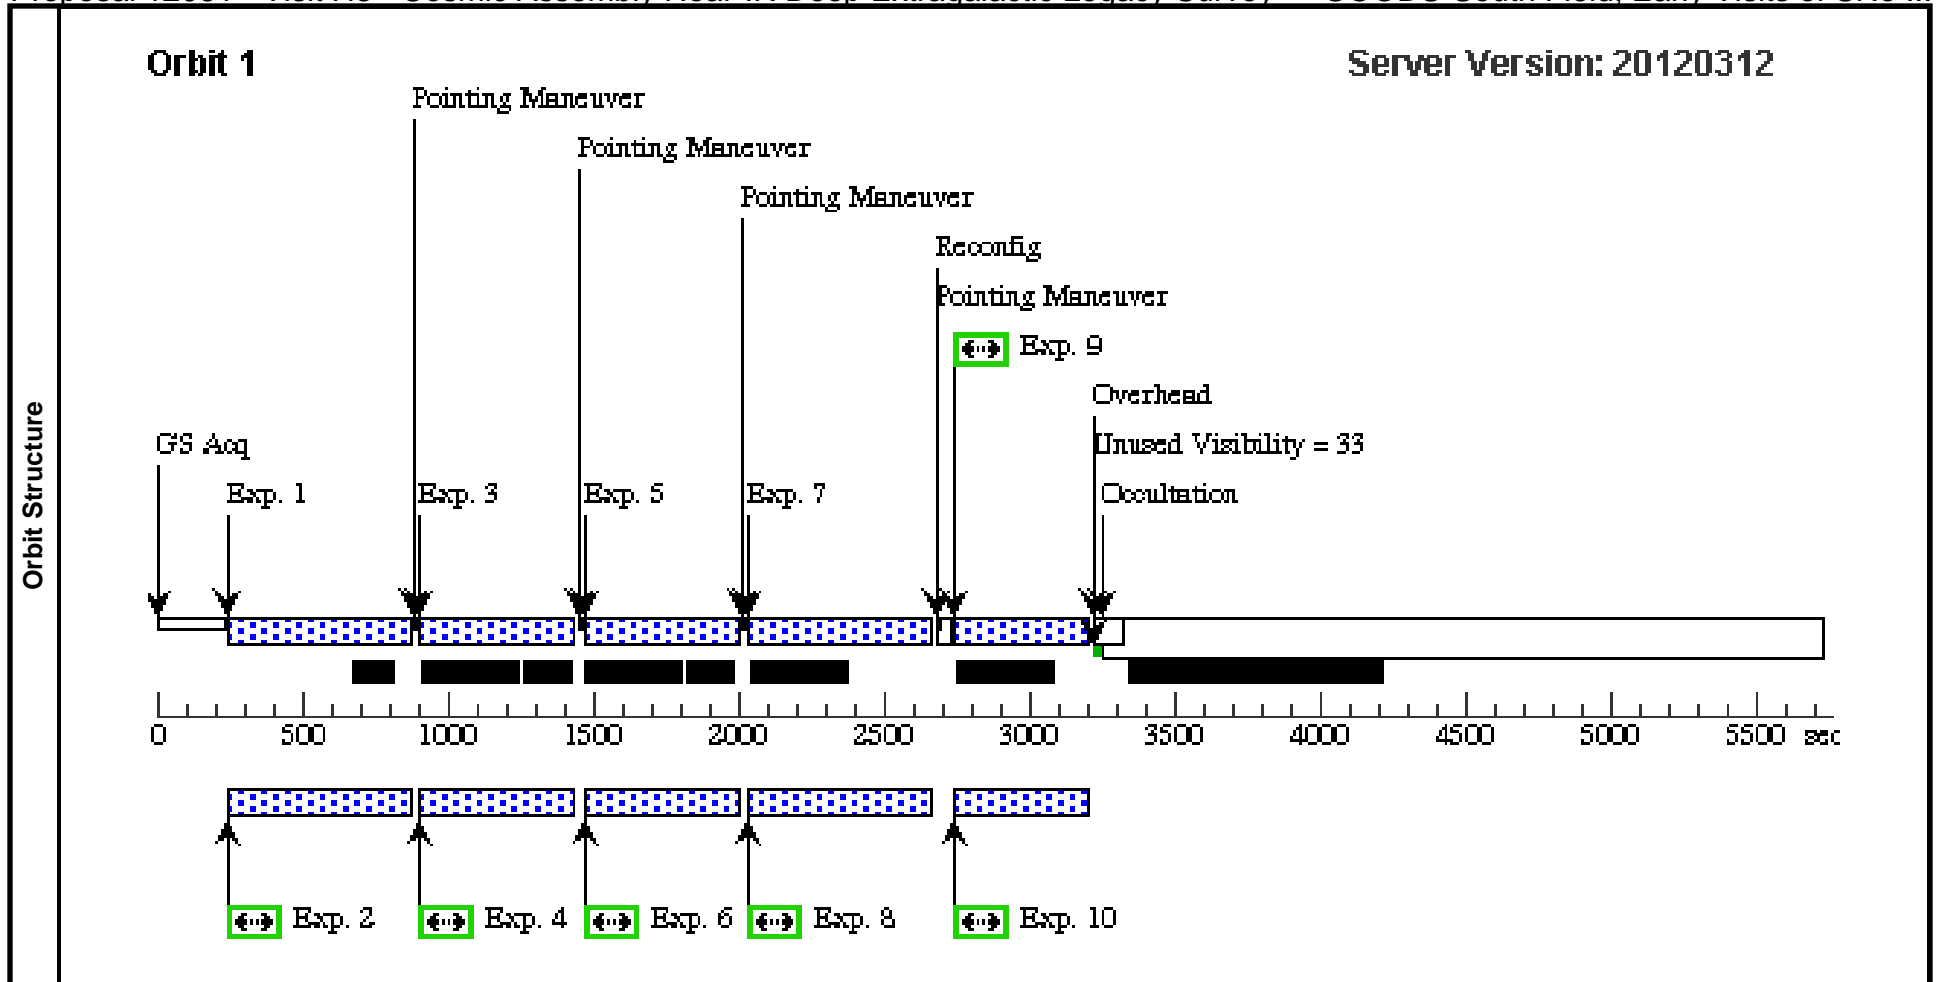 Orbit 1
Server Version: 20120312
Pointing Maneuver
Pointing Maneuver
Pointing Maneuver
Reconfig
Pointing Maneuver
Exp. 9
Overhead
GS Acq
Unused Visibility = 33
Exp. 1
Exp. 3
Exp. 5
Exp. 7
Occultation
Orbit Structure
0
500
1000
1500
2000
2500
3000
3500
4000
4500
5000
5500
sec
Exp. 2
Exp. 4
Exp. 6
Exp. 8
Exp. 10